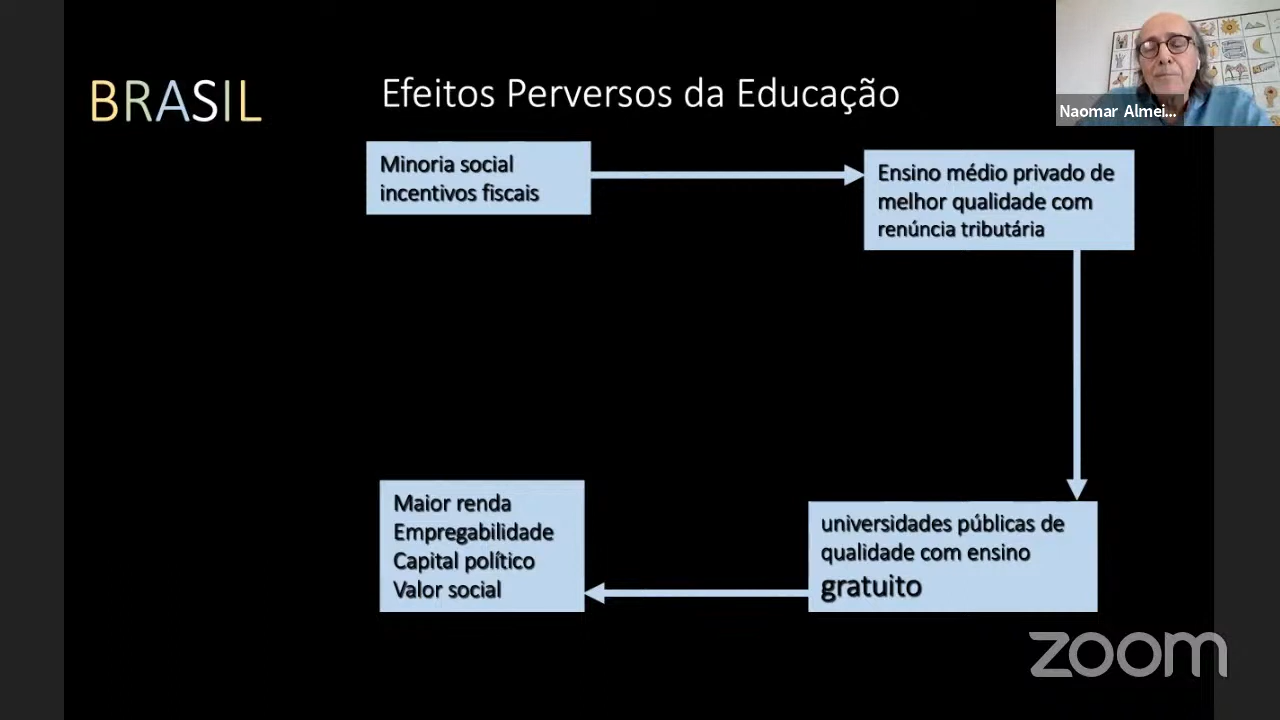 BRASIL
Efeitos Perversos da Educação
Naomar Almei...
Minoria social
incentivos fiscais
Ensino médio privado de
melhor qualidade com
renúncia tributária
Maior renda
Empregabilidade
Capital político
Valor social
universidades públicas de
qualidade com ensino
gratuito
zoom